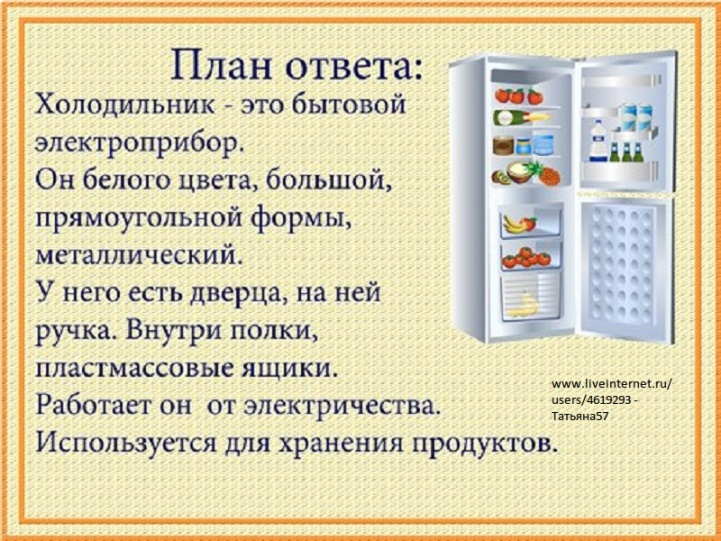 План ответа:
Холодильник - это бытовой
электроприбор.
Он белого цвета, большой,
прямоугольной формы,
металлический.
У него есть дверца, на ней
ручка. Внутри полки,
пластмассовые ящики.
Работает он от электричества.
Используется для хранения продуктов.
www.liveinternet.ru/
users/4619293 -
Татьяна57